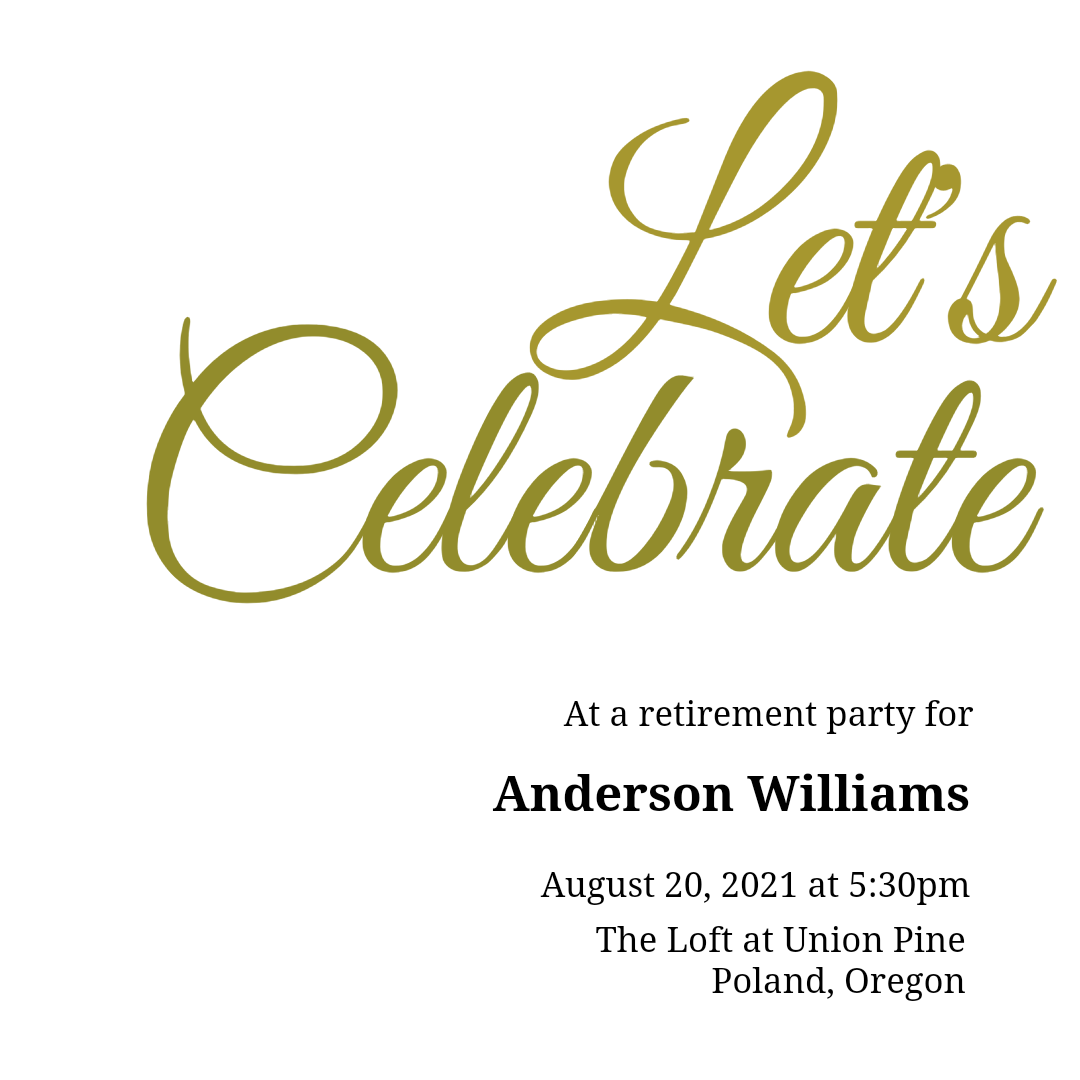 Let's
Celebrate
At a retirement party for
Anderson Williams
August 20, 2021 at 5:30pm
The Loft at Union Pine
Poland, Oregon